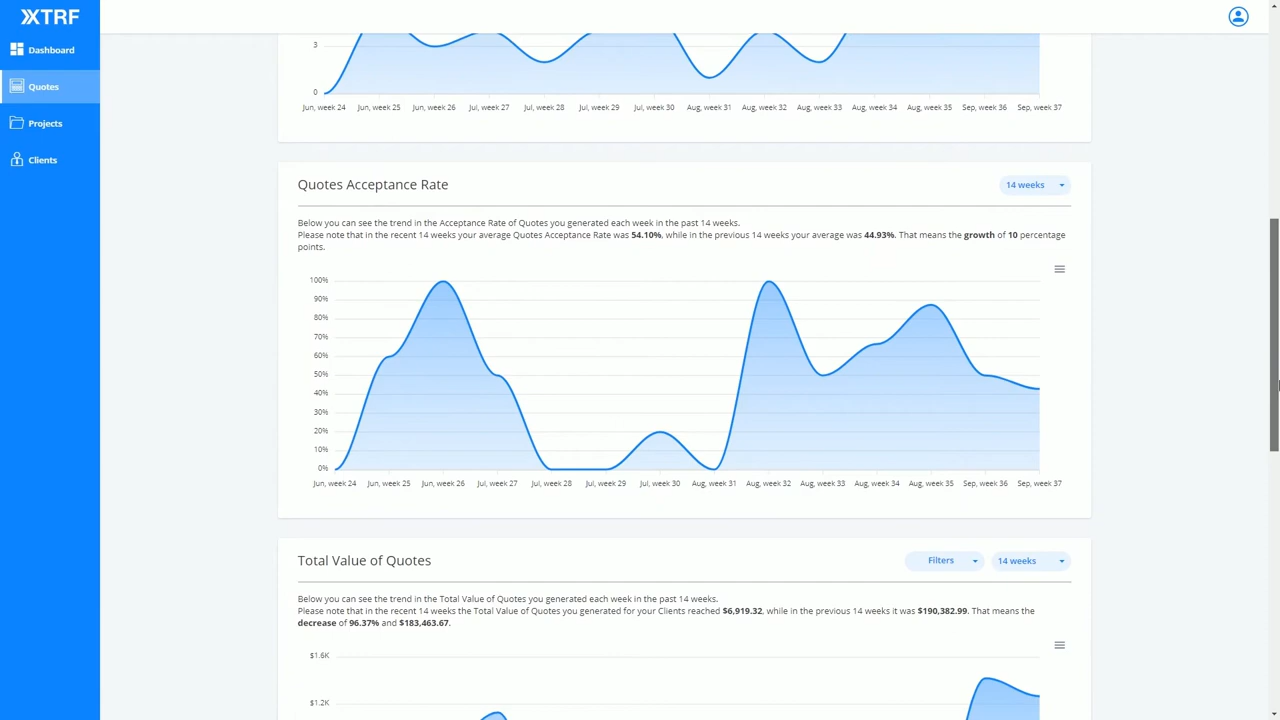 XTRF
Dashboard
Quotes
Projects
Clients
3
0
Jun, week 24 Jun, week 25 Jun, week 26 Jul, week 27 Jul, week 28 Jul, week 29 Jul, week 30 Aug, week 31 Aug, week 32 Aug, week 33 Aug, week 34 Aug, week 35 Sep, week 36 Sep, week 37
Quotes Acceptance Rate
14 weeks
Below you can see the trend in the Acceptance Rate of Quotes you generated each week in the past 14 weeks.
Please note that in the recent 14 weeks your average Quotes Acceptance Rate was 54.10%, while in the previous 14 weeks your average was 44.93%. That means the growth of 10 percentage
points.
100%
90%
80%
70%
60%
50%
40%
30%
20%
10%
0%
Jun, week 24 Jun, week 25 Jun, week 26 Jul, week 27 Jul, week 28 Jul, week 29 Jul, week 30 Aug, week 31 Aug, week 32 Aug, week 33 Aug, week 34 Aug, week 35 Sep, week 36 Sep, week 37
Total Value of Quotes
Filters
14 weeks
Below you can see the trend in the Total Value of Quotes you generated each week in the past 14 weeks.
Please note that in the recent 14 weeks the Total Value of Quotes you generated for your Clients reached $6,919.32, while in the previous 14 weeks it was $190,382.99. That means the
decrease of 96.37% and $183,463.67.
$1.6K
$1.2K